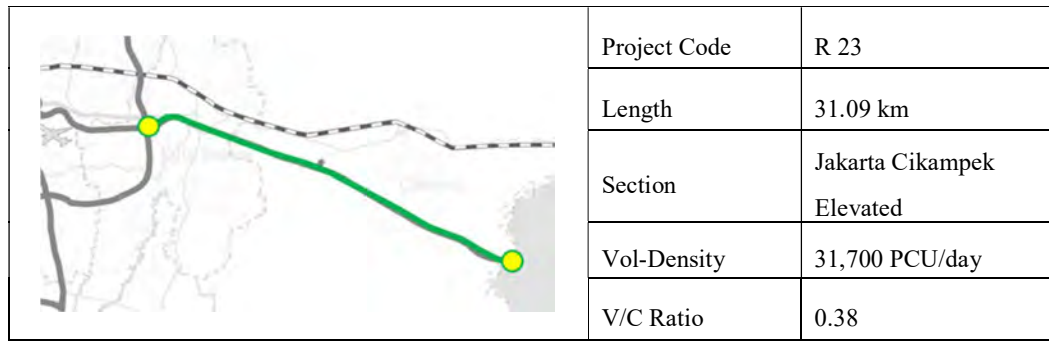 Project Code
R 23
Length
31.09 km
Section
Jakarta Cikampek
Elevated
Vol-Density
31,700 PCU/day
V/C Ratio
0.38